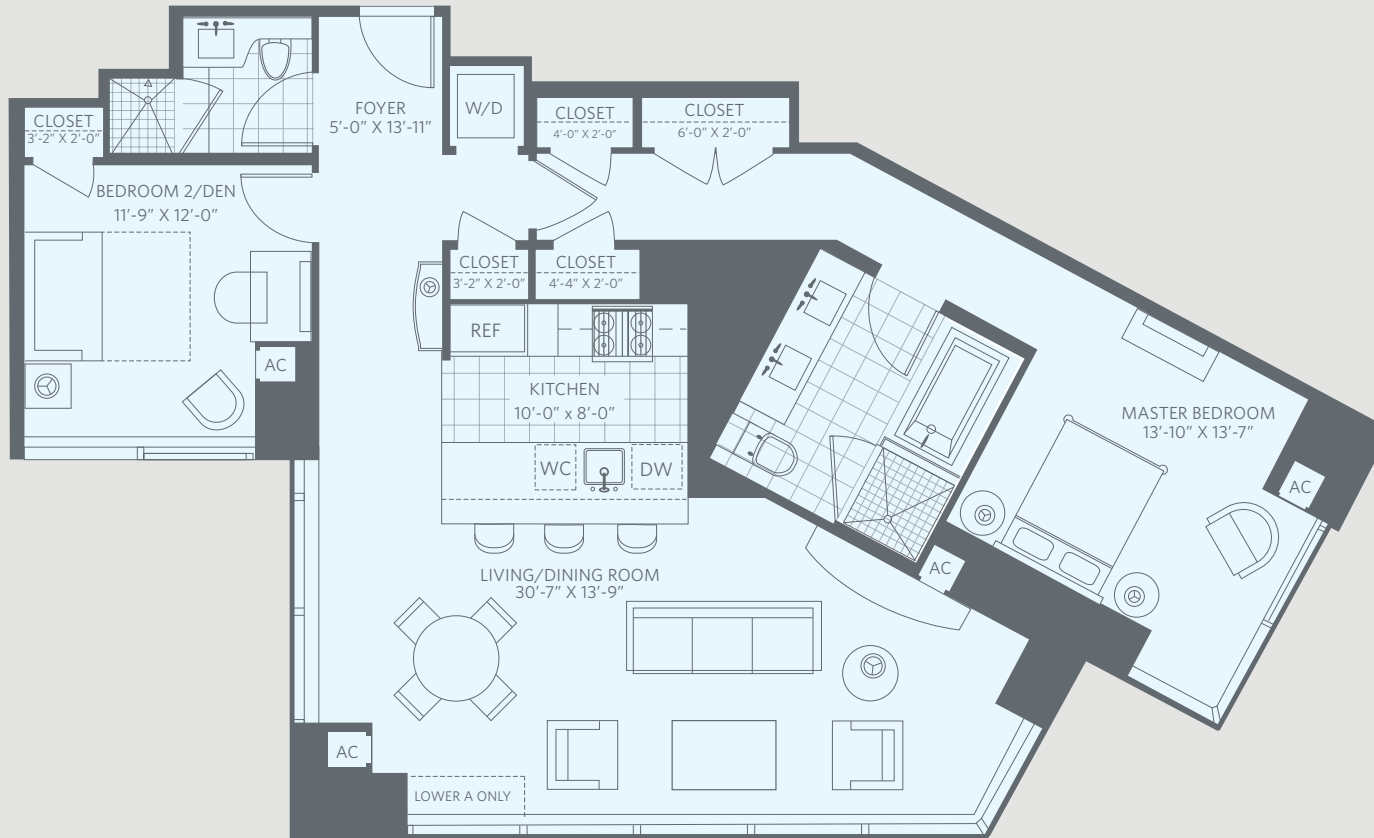 FOYER
5’-0” X 13’-11”
W/D
CLOSET
4’-0” X 2’-0”
CLOSET
6’-0” X 2’-0”
CLOSET
3’-2” X 2’-0”
BEDROOM 2/DEN
11’-9” X 12’-0”
CLOSET
3’-2” X 2’-0”
CLOSET
4’-4” X 2’-0”
REF
AC
KITCHEN
10’-0” x 8’-0”
WC
DW
MASTER BEDROOM
13’-10” X 13’-7”
AC
AC
LIVING/DINING ROOM
30’-7” X 13’-9”
AC
LOWER A ONLY